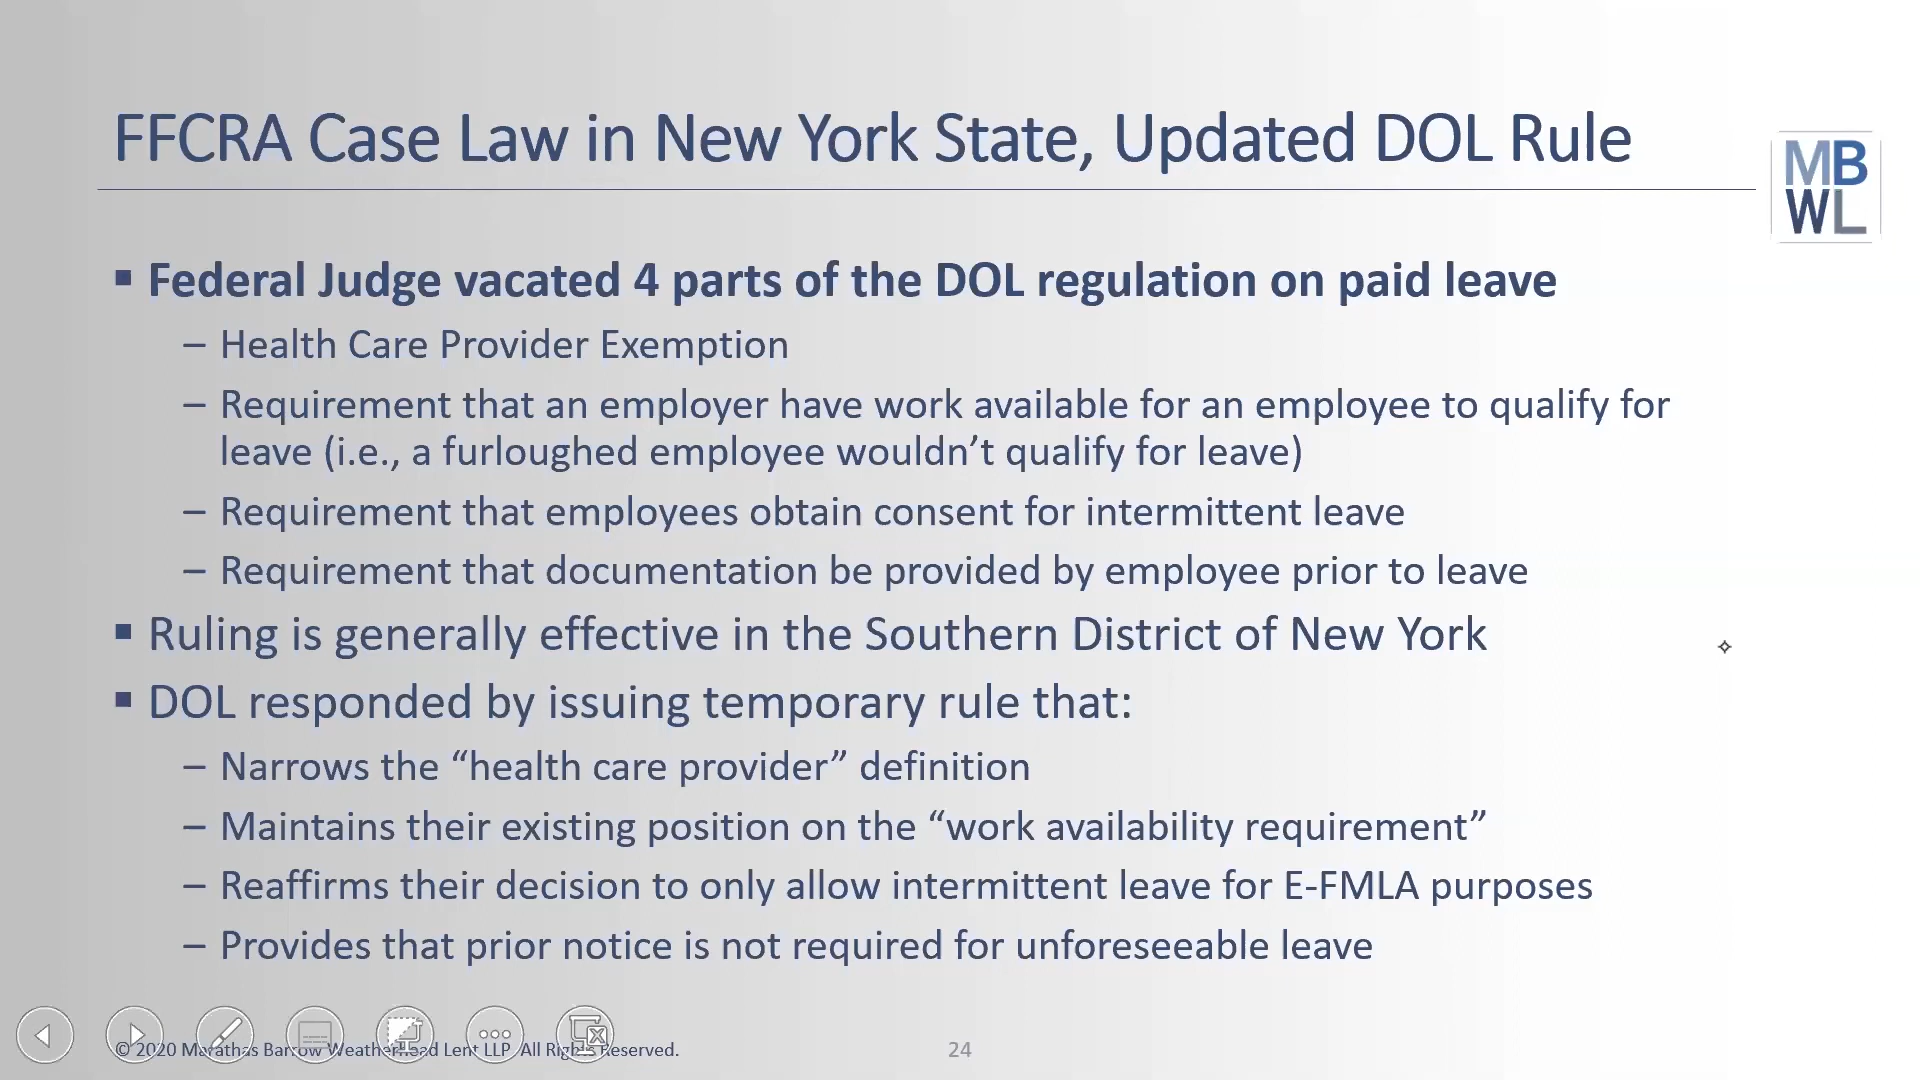 FFCRA Case Law in New York State, Updated DOL Rule
MB
WL
▪ Federal Judge vacated 4 parts of the DOL regulation on paid leave
– Health Care Provider Exemption
– Requirement that an employer have work available for an employee to qualify for
leave (i.e., a furloughed employee wouldn’t qualify for leave)
– Requirement that employees obtain consent for intermittent leave
– Requirement that documentation be provided by employee prior to leave
▪ Ruling is generally effective in the Southern District of New York
▪ DOL responded by issuing temporary rule that:
– Narrows the “health care provider” definition
– Maintains their existing position on the “work availability requirement”
– Reaffirms their decision to only allow intermittent leave for E-FMLA purposes
– Provides that prior notice is not required for unforeseeable leave
© 2020 Marathas Barrow Weatherhead Lent LLP. All Rights Reserved.
24